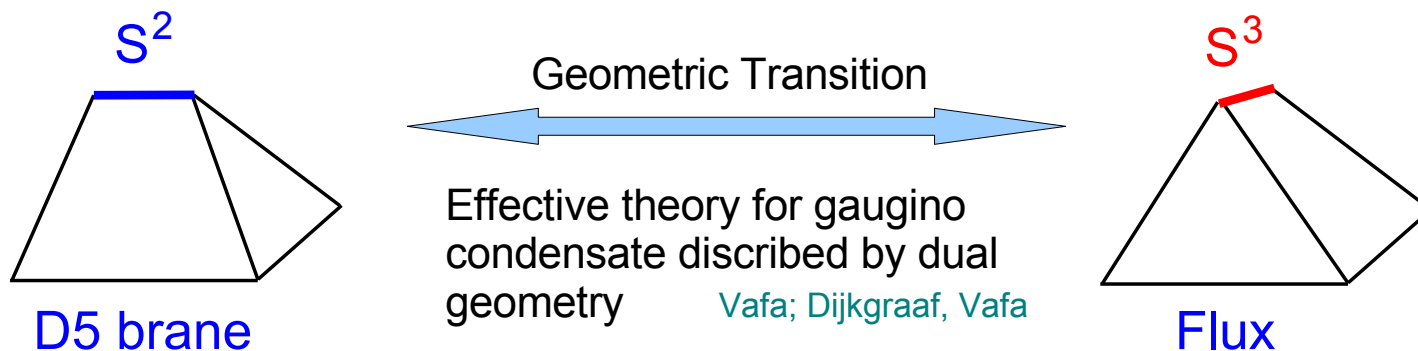 S²
S³
Geometric Transition
Effective theory for gaugino
condensate discribed by dual
geometry Vafa; Dijkgraaf, Vafa
D5 brane
Flux